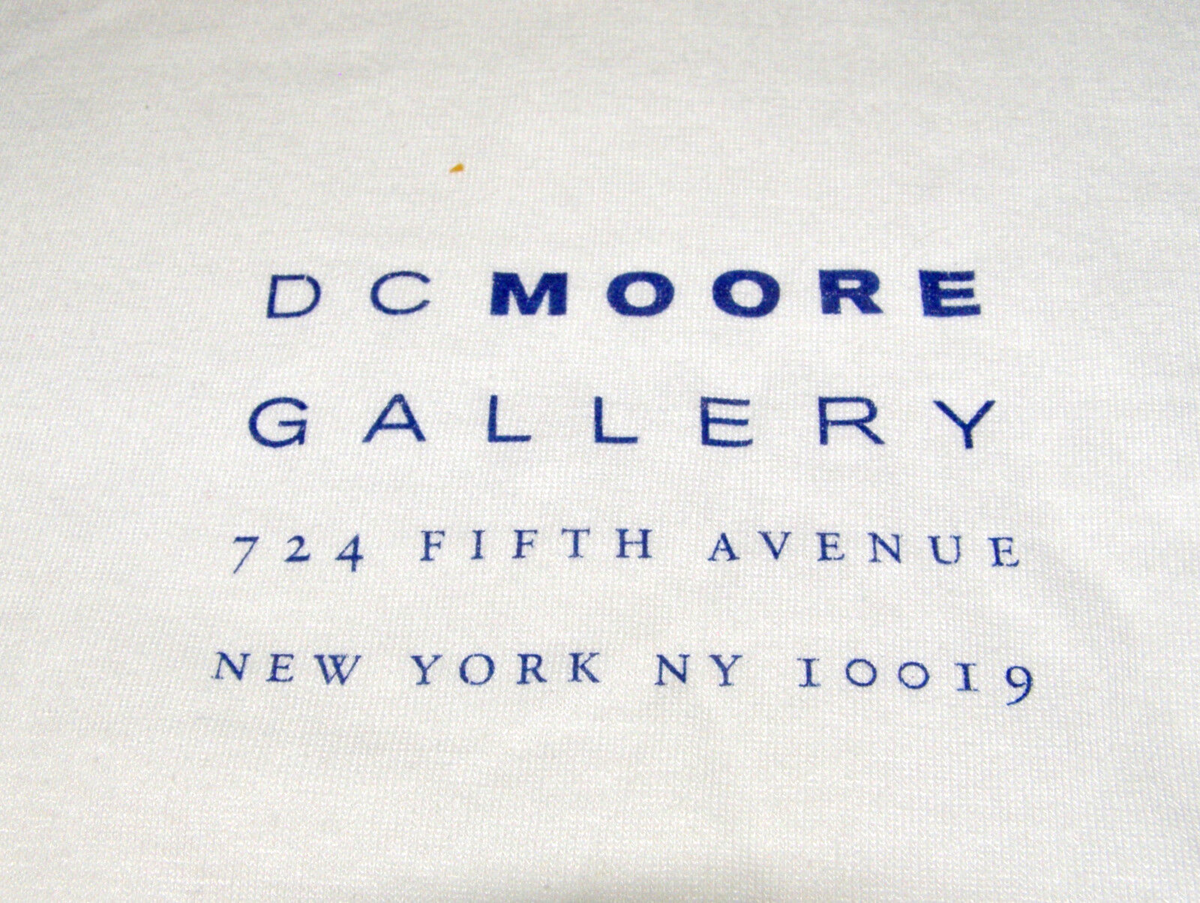 DC MOORE
GALLERY
724 FIFTH AVENUE
NEW YORK NY 10019